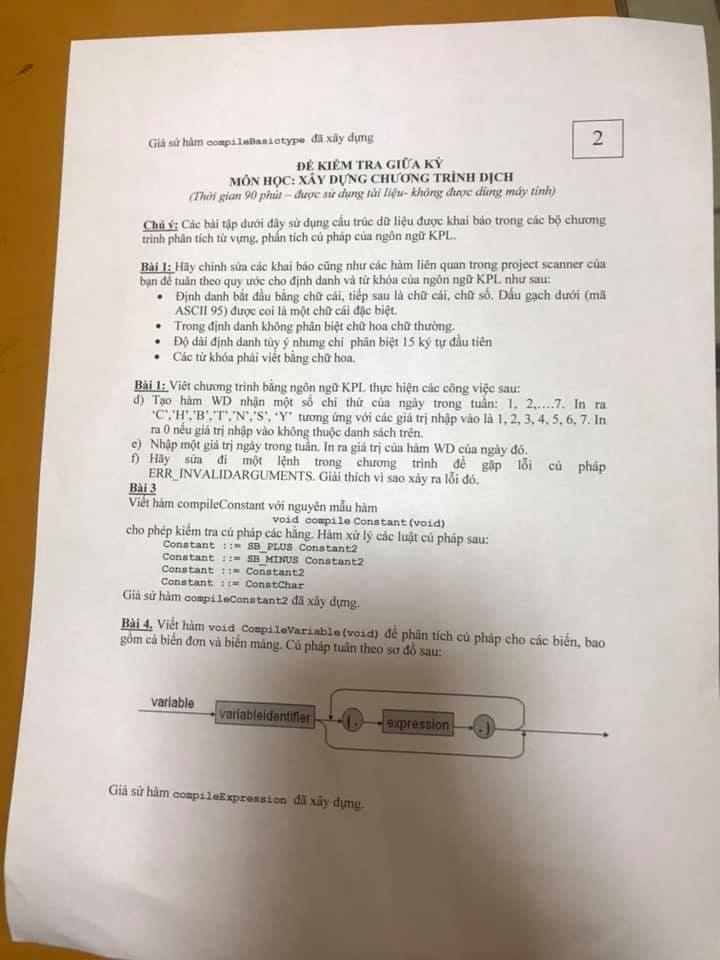 Giả sử hàm compileBasictype đã xây dựng
2
ĐỀ KIỂM TRA GIỮA KỲ
MÔN HỌC: XÂY DỰNG CHƯƠNG TRÌNH DỊCH
(Thời gian 90 phút – được sử dụng tài liệu- không được dùng máy tính)
Chú ý: Các bài tập dưới đây sử dụng cấu trúc dữ liệu được khai báo trong các bộ chương
trình phân tích từ vựng, phân tích cú pháp của ngôn ngữ KPL.
Bài 1: Hãy chỉnh sửa các khai báo cũng như các hàm liên quan trong project scanner của
bạn để tuân theo quy ước cho định danh và từ khóa của ngôn ngữ KPL như sau:
• Định danh bắt đầu bằng chữ cái, tiếp sau là chữ cái, chữ số. Dấu gạch dưới (mã
ASCII 95) được coi là một chữ cái đặc biệt.
• Trong định danh không phân biệt chữ hoa chữ thường.
• Độ dài định danh tùy ý nhưng chỉ phân biệt 15 ký tự đầu tiên
• Các từ khóa phải viết bằng chữ hoa.
Bài 1: Viêt chương trình bằng ngôn ngữ KPL thực hiện các công việc sau:
d) Tạo hàm WD nhận một số chỉ thứ của ngày trong tuần: 1, 2,….7. In ra
‘C’,’H’,’B’,’T’,’N’,’S’, ‘Y’ tương ứng với các giá trị nhập vào là 1, 2, 3, 4, 5, 6, 7. In
ra 0 nếu giá trị nhập vào không thuộc danh sách trên.
e) Nhập một giá trị ngày trong tuần. In ra giá trị của hàm WD của ngày đó.
f) Hãy sửa đi một lệnh trong chương trình để gặp lỗi cú pháp
ERR_INVALIDARGUMENTS. Giải thích vì sao xảy ra lỗi đó.
Bài 3
Viết hàm compileConstant với nguyên mẫu hàm
void compile Constant(void)
cho phép kiểm tra cú pháp các hằng. Hàm xử lý các luật cú pháp sau:
Constant ::= SB_PLUS Constant2
Constant ::= SB_MINUS Constant2
Constant ::= Constant2
Constant ::= ConstChar
Giả sử hàm compileConstant2 đã xây dựng.
Bài 4. Viết hàm void CompileVariable(void) để phân tích cú pháp cho các biến, bao
gồm cả biến đơn và biến mảng. Cú pháp tuân theo sơ đồ sau:
variable
variableidentifier (. expression .)
Giả sử hàm compileExpression đã xây dựng.